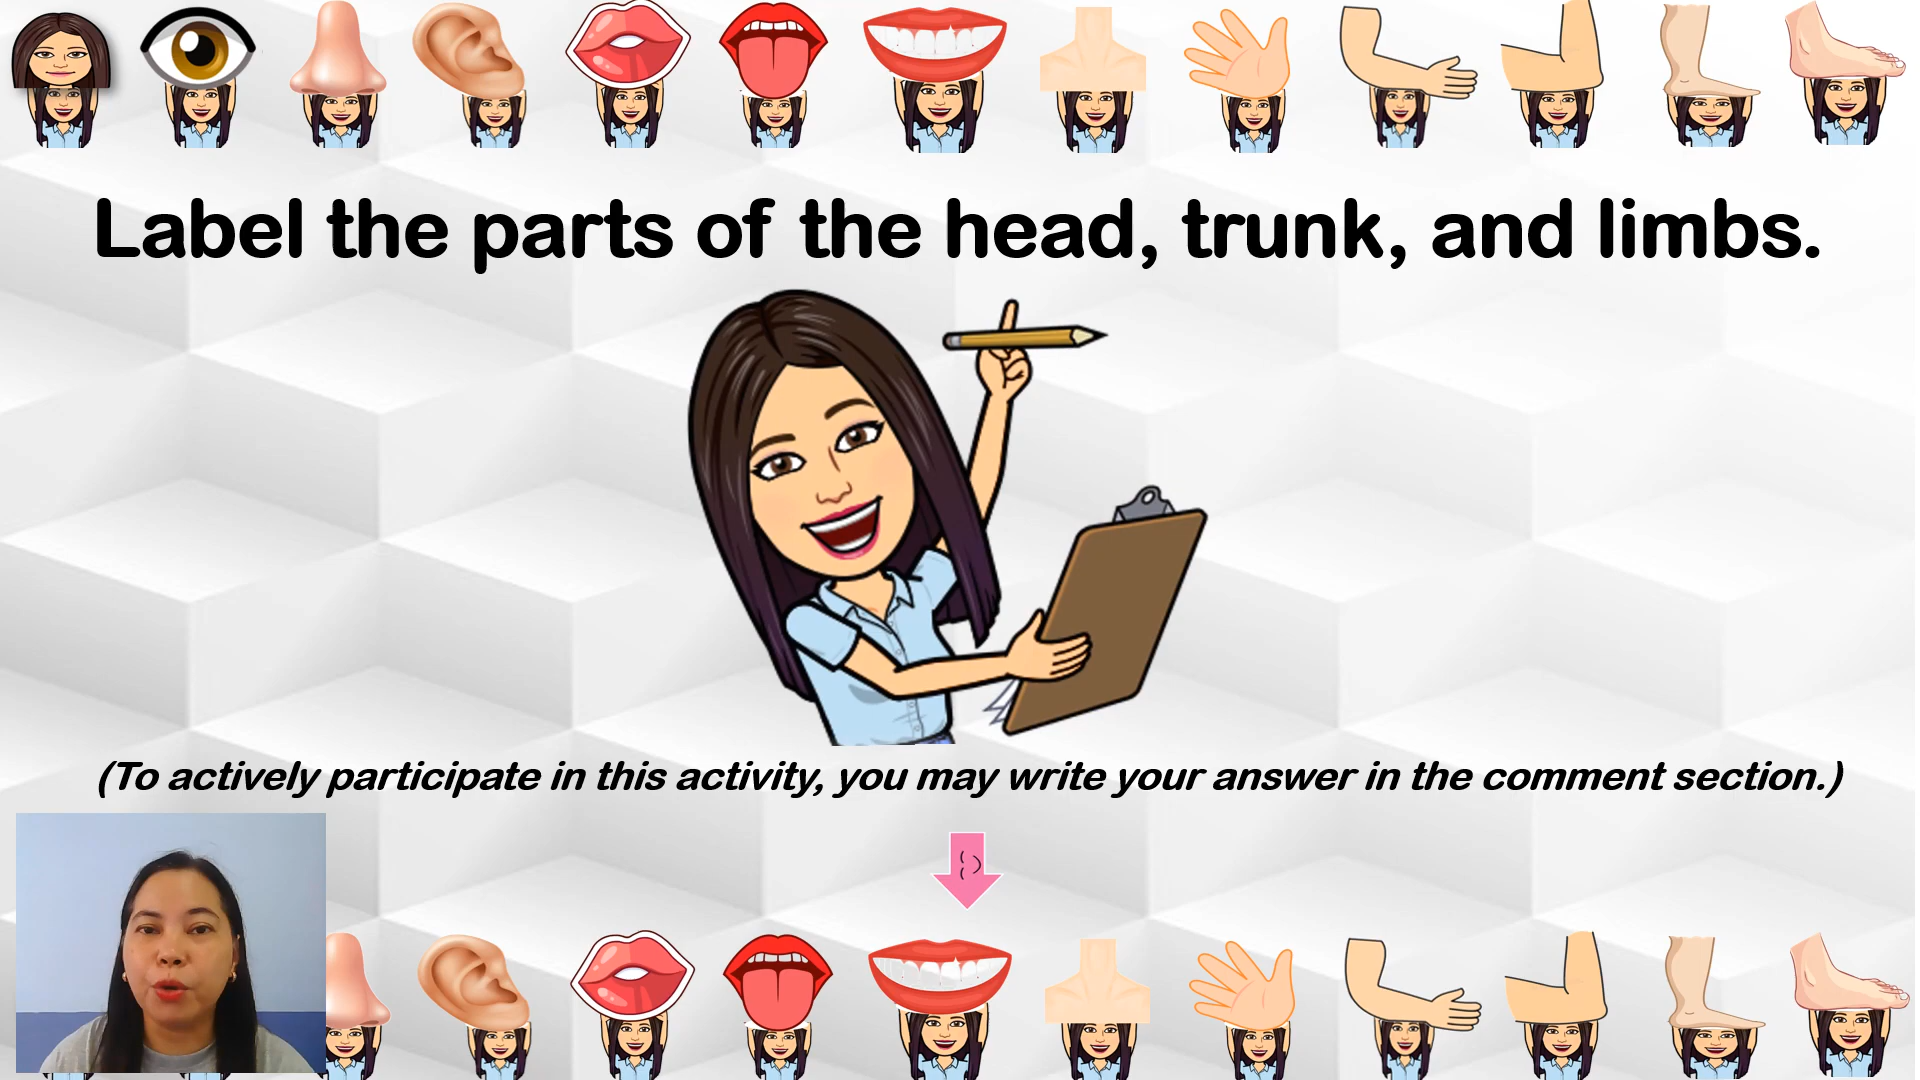 Label the parts of the head, trunk, and limbs.
(To actively participate in this activity, you may write your answer in the comment section.)